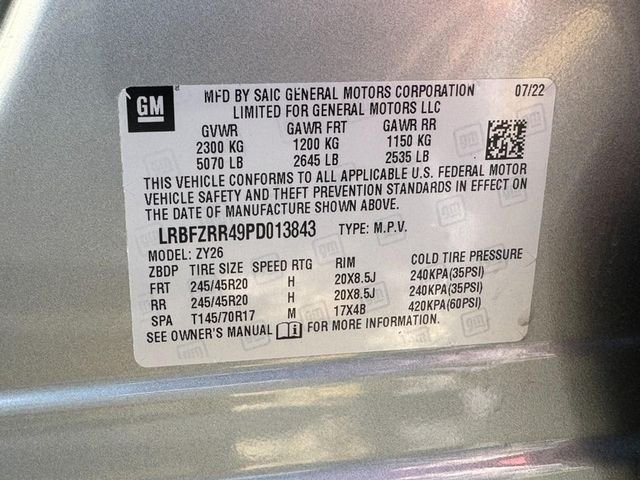 GM
MFD BY SAIC GENERAL MOTORS CORPORATION 07/22
LIMITED FOR GENERAL MOTORS LLC
GVWR GAWR FRT GAWR RR
2300 KG 1200 KG 1150 KG
5070 LB 2645 LB 2535 LB
THIS VEHICLE CONFORMS TO ALL APPLICABLE U.S. FEDERAL MOTOR
VEHICLE SAFETY AND THEFT PREVENTION STANDARDS IN EFFECT ON
THE DATE OF MANUFACTURE SHOWN ABOVE.
LRBFZRR49PD013843 TYPE: M.P.V.
MODEL: ZY26
ZBDP TIRE SIZE SPEED RTG RIM COLD TIRE PRESSURE
FRT 245/45R20 H 20X8.5J 240KPA(35PSI)
RR 245/45R20 H 20X8.5J 240KPA(35PSI)
SPA T145/70R17 M 17X4B 420KPA(60PSI)
SEE OWNER'S MANUAL FOR MORE INFORMATION.